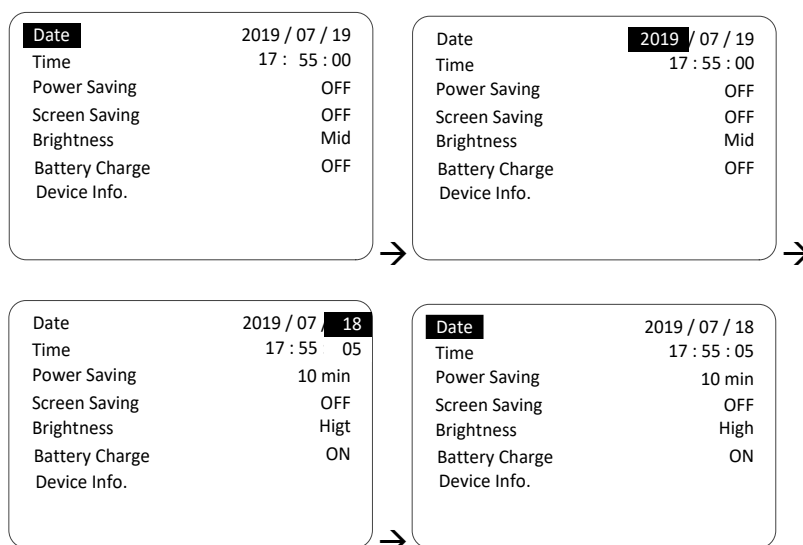 Date 2019 / 07 / 19
Time 17 : 55 : 00
Power Saving OFF
Screen Saving OFF
Brightness Mid
Battery Charge OFF
Device Info.
→
Date 2019 / 07 / 19
Time 17 : 55 : 00
Power Saving OFF
Screen Saving OFF
Brightness Mid
Battery Charge OFF
Device Info.
→
Date 2019 / 07 / 18
Time 17 : 55 05
Power Saving 10 min
Screen Saving OFF
Brightness Higt
Battery Charge ON
Device Info.
→
Date 2019 / 07 / 18
Time 17 : 55 : 05
Power Saving 10 min
Screen Saving OFF
Brightness High
Battery Charge ON
Device Info.